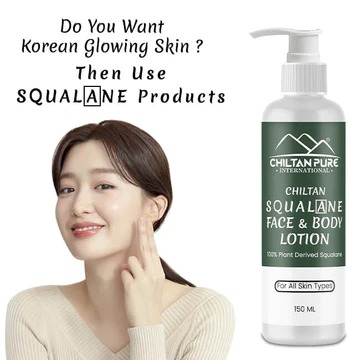 Do You Want
Korean Glowing Skin ?
Then Use
SQUALANE Products
CHILTAN PURE
®
• INTERNATIONAL •
CHILTAN
SQUALANE
FACE & BODY
LOTION
100% Plant Derived Squalane
For All Skin Types
150 ML